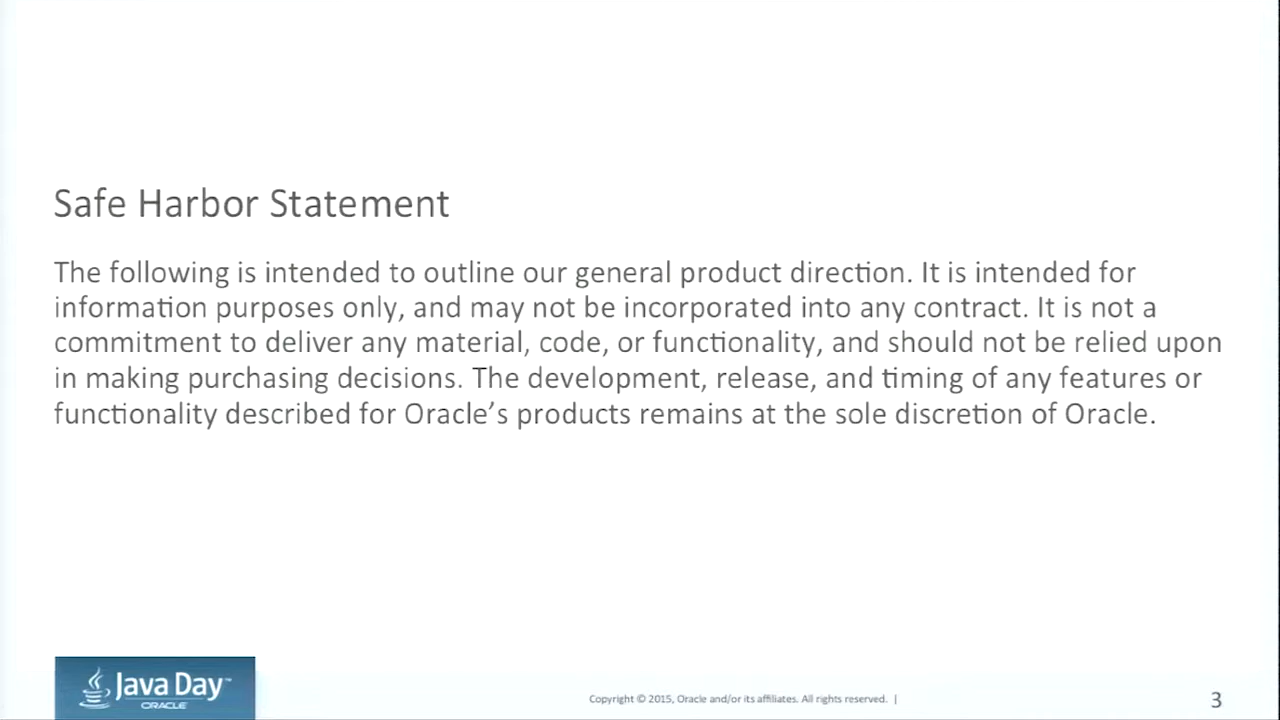 Safe Harbor Statement
The following is intended to outline our general product direction. It is intended for
information purposes only, and may not be incorporated into any contract. It is not a
commitment to deliver any material, code, or functionality, and should not be relied upon
in making purchasing decisions. The development, release, and timing of any features or
functionality described for Oracle’s products remains at the sole discretion of Oracle.
Java Day™
ORACLE
Copyright © 2015, Oracle and/or its affiliates. All rights reserved. |
3